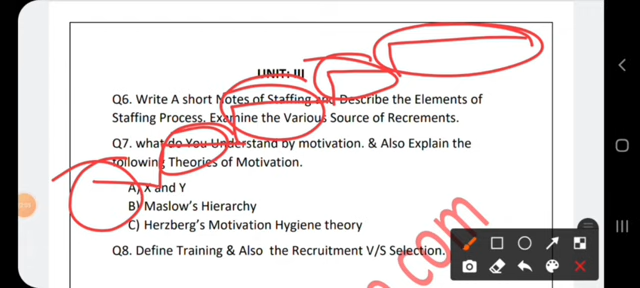 UNIT: III
Q6. Write A short Notes of Staffing and Describe the Elements of
Staffing Process. Examine the Various Source of Recrements.
Q7. what do You Understand by motivation. & Also Explain the
following Theories of Motivation.
A) X and Y
B) Maslow's Hierarchy
C) Herzberg's Motivation Hygiene theory
Q8. Define Training & Also the Recruitment V/S Selection.
com